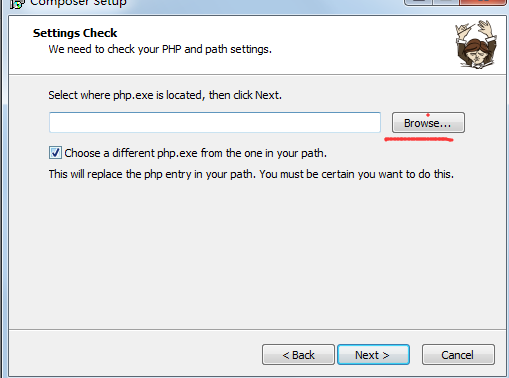 Composer Setup
Settings Check
We need to check your PHP and path settings.
Select where php.exe is located, then click Next.
Browse...
Choose a different php.exe from the one in your path.
This will replace the php entry in your path. You must be certain you want to do this.
< Back
Next >
Cancel